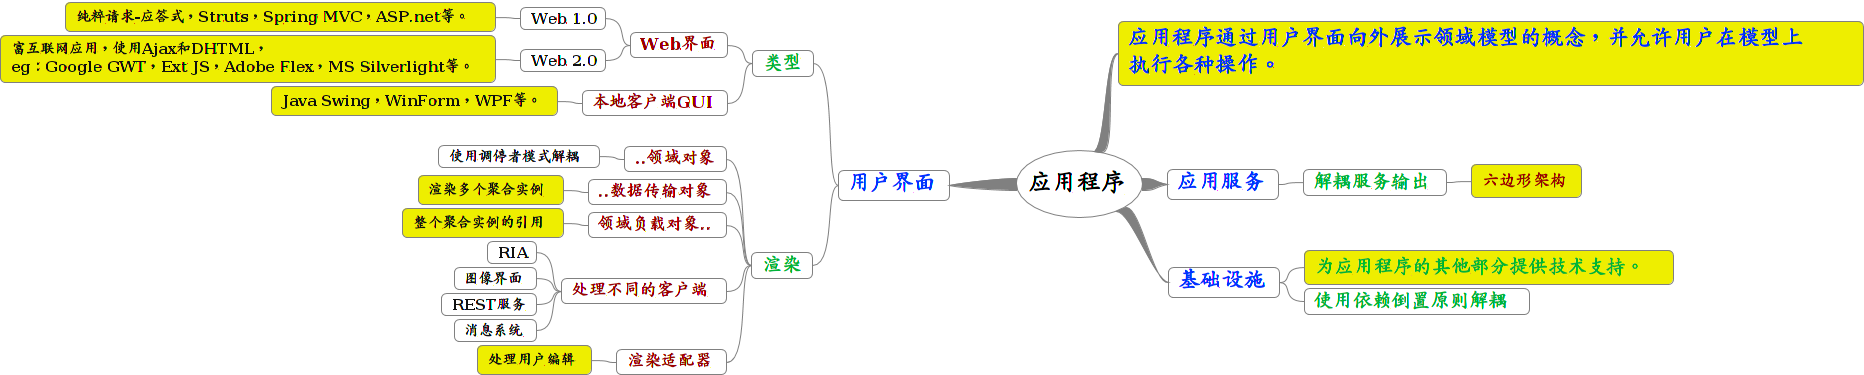 纯粹请求-应答式，Struts，Spring MVC，ASP.net等。
Web 1.0
富互联网应用，使用Ajax和DHTML，
eg：Google GWT，Ext JS，Adobe Flex，MS Silverlight等。
Web 2.0
Web界面
类型
Java Swing，WinForm，WPF等。
本地客户端GUI
使用调停者模式解耦
..领域对象
渲染多个聚合实例
..数据传输对象
整个聚合实例的引用
领域负载对象..
RIA
图像界面
REST服务
消息系统
处理不同的客户端
渲染
处理用户编辑
渲染适配器
用户界面
应用程序
应用程序通过用户界面向外展示领域模型的概念，并允许用户在模型上
执行各种操作。
应用服务
解耦服务输出
六边形架构
基础设施
为应用程序的其他部分提供技术支持。
使用依赖倒置原则解耦